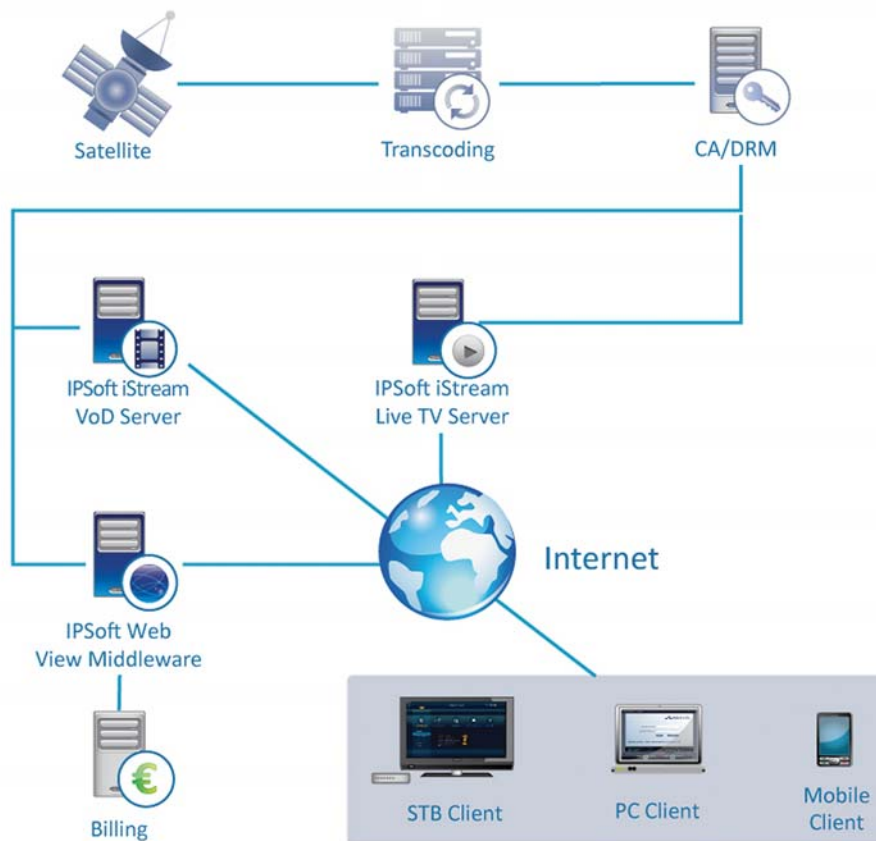 Satellite
Transcoding
CA/DRM
IPSoft iStream
VoD Server
IPSoft iStream
Live TV Server
Internet
IPSoft Web
View Middleware
€
Billing
STB Client
PC Client
Mobile
Client